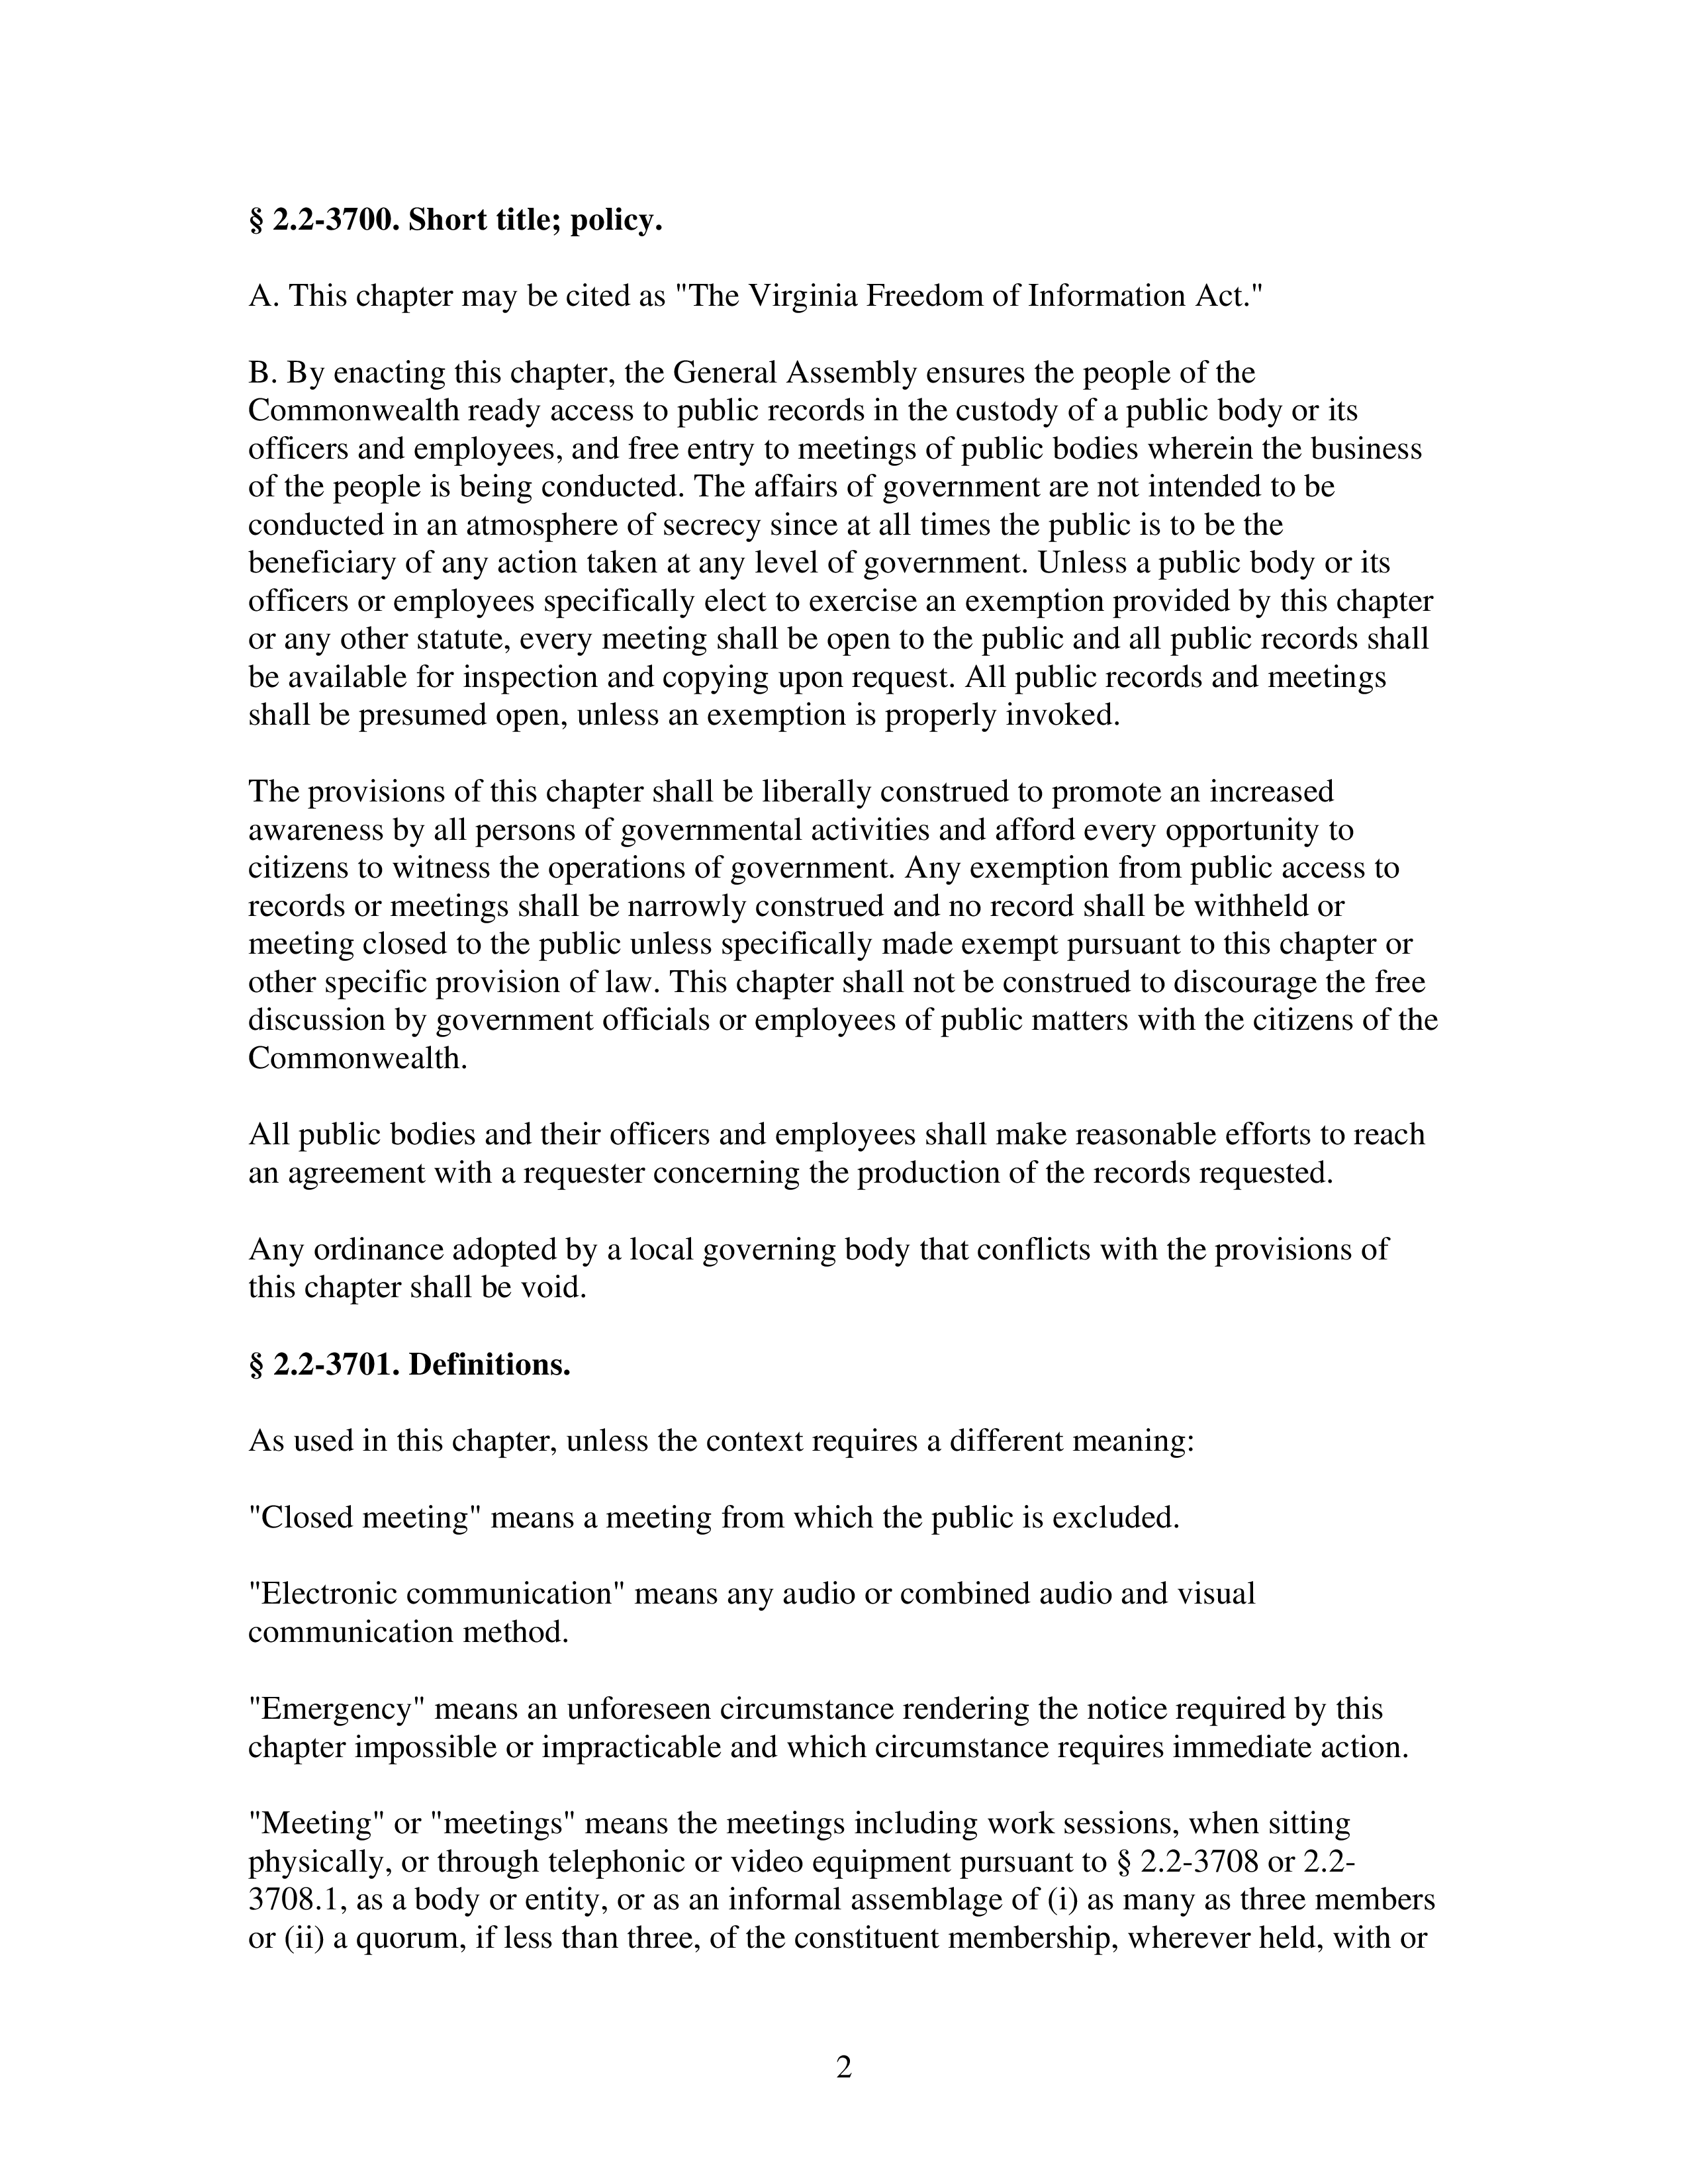 § 2.2-3700. Short title; policy.
A. This chapter may be cited as "The Virginia Freedom of Information Act."
B. By enacting this chapter, the General Assembly ensures the people of the
Commonwealth ready access to public records in the custody of a public body or its
officers and employees, and free entry to meetings of public bodies wherein the business
of the people is being conducted. The affairs of government are not intended to be
conducted in an atmosphere of secrecy since at all times the public is to be the
beneficiary of any action taken at any level of government. Unless a public body or its
officers or employees specifically elect to exercise an exemption provided by this chapter
or any other statute, every meeting shall be open to the public and all public records shall
be available for inspection and copying upon request. All public records and meetings
shall be presumed open, unless an exemption is properly invoked.
The provisions of this chapter shall be liberally construed to promote an increased
awareness by all persons of governmental activities and afford every opportunity to
citizens to witness the operations of government. Any exemption from public access to
records or meetings shall be narrowly construed and no record shall be withheld or
meeting closed to the public unless specifically made exempt pursuant to this chapter or
other specific provision of law. This chapter shall not be construed to discourage the free
discussion by government officials or employees of public matters with the citizens of the
Commonwealth.
All public bodies and their officers and employees shall make reasonable efforts to reach
an agreement with a requester concerning the production of the records requested.
Any ordinance adopted by a local governing body that conflicts with the provisions of
this chapter shall be void.
§ 2.2-3701. Definitions.
As used in this chapter, unless the context requires a different meaning:
"Closed meeting" means a meeting from which the public is excluded.
"Electronic communication" means any audio or combined audio and visual
communication method.
"Emergency" means an unforeseen circumstance rendering the notice required by this
chapter impossible or impracticable and which circumstance requires immediate action.
"Meeting" or "meetings" means the meetings including work sessions, when sitting
physically, or through telephonic or video equipment pursuant to § 2.2-3708 or 2.2-
3708.1, as a body or entity, or as an informal assemblage of (i) as many as three members
or (ii) a quorum, if less than three, of the constituent membership, wherever held, with or
2